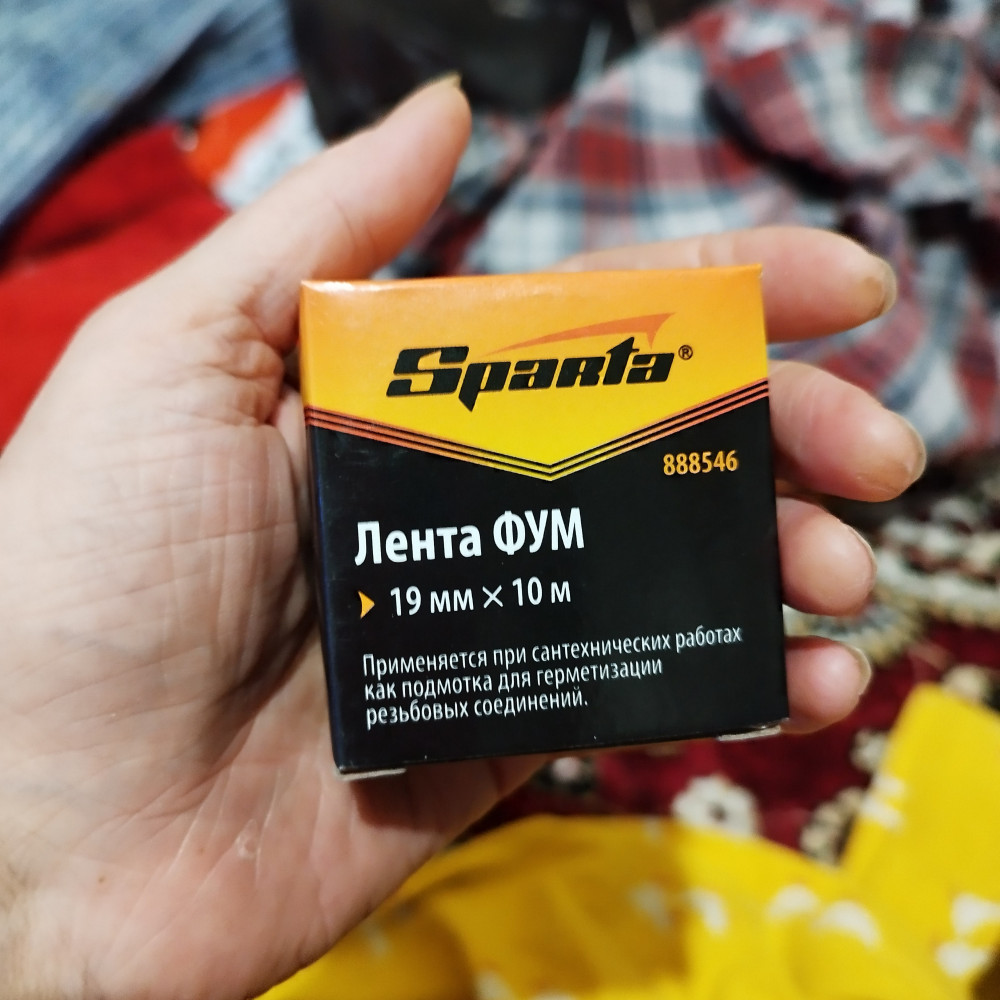 Sparta®
888546
Лента ФУМ
19 мм × 10 м
Применяется при сантехнических работах
как подмотка для герметизации
резьбовых соединений.